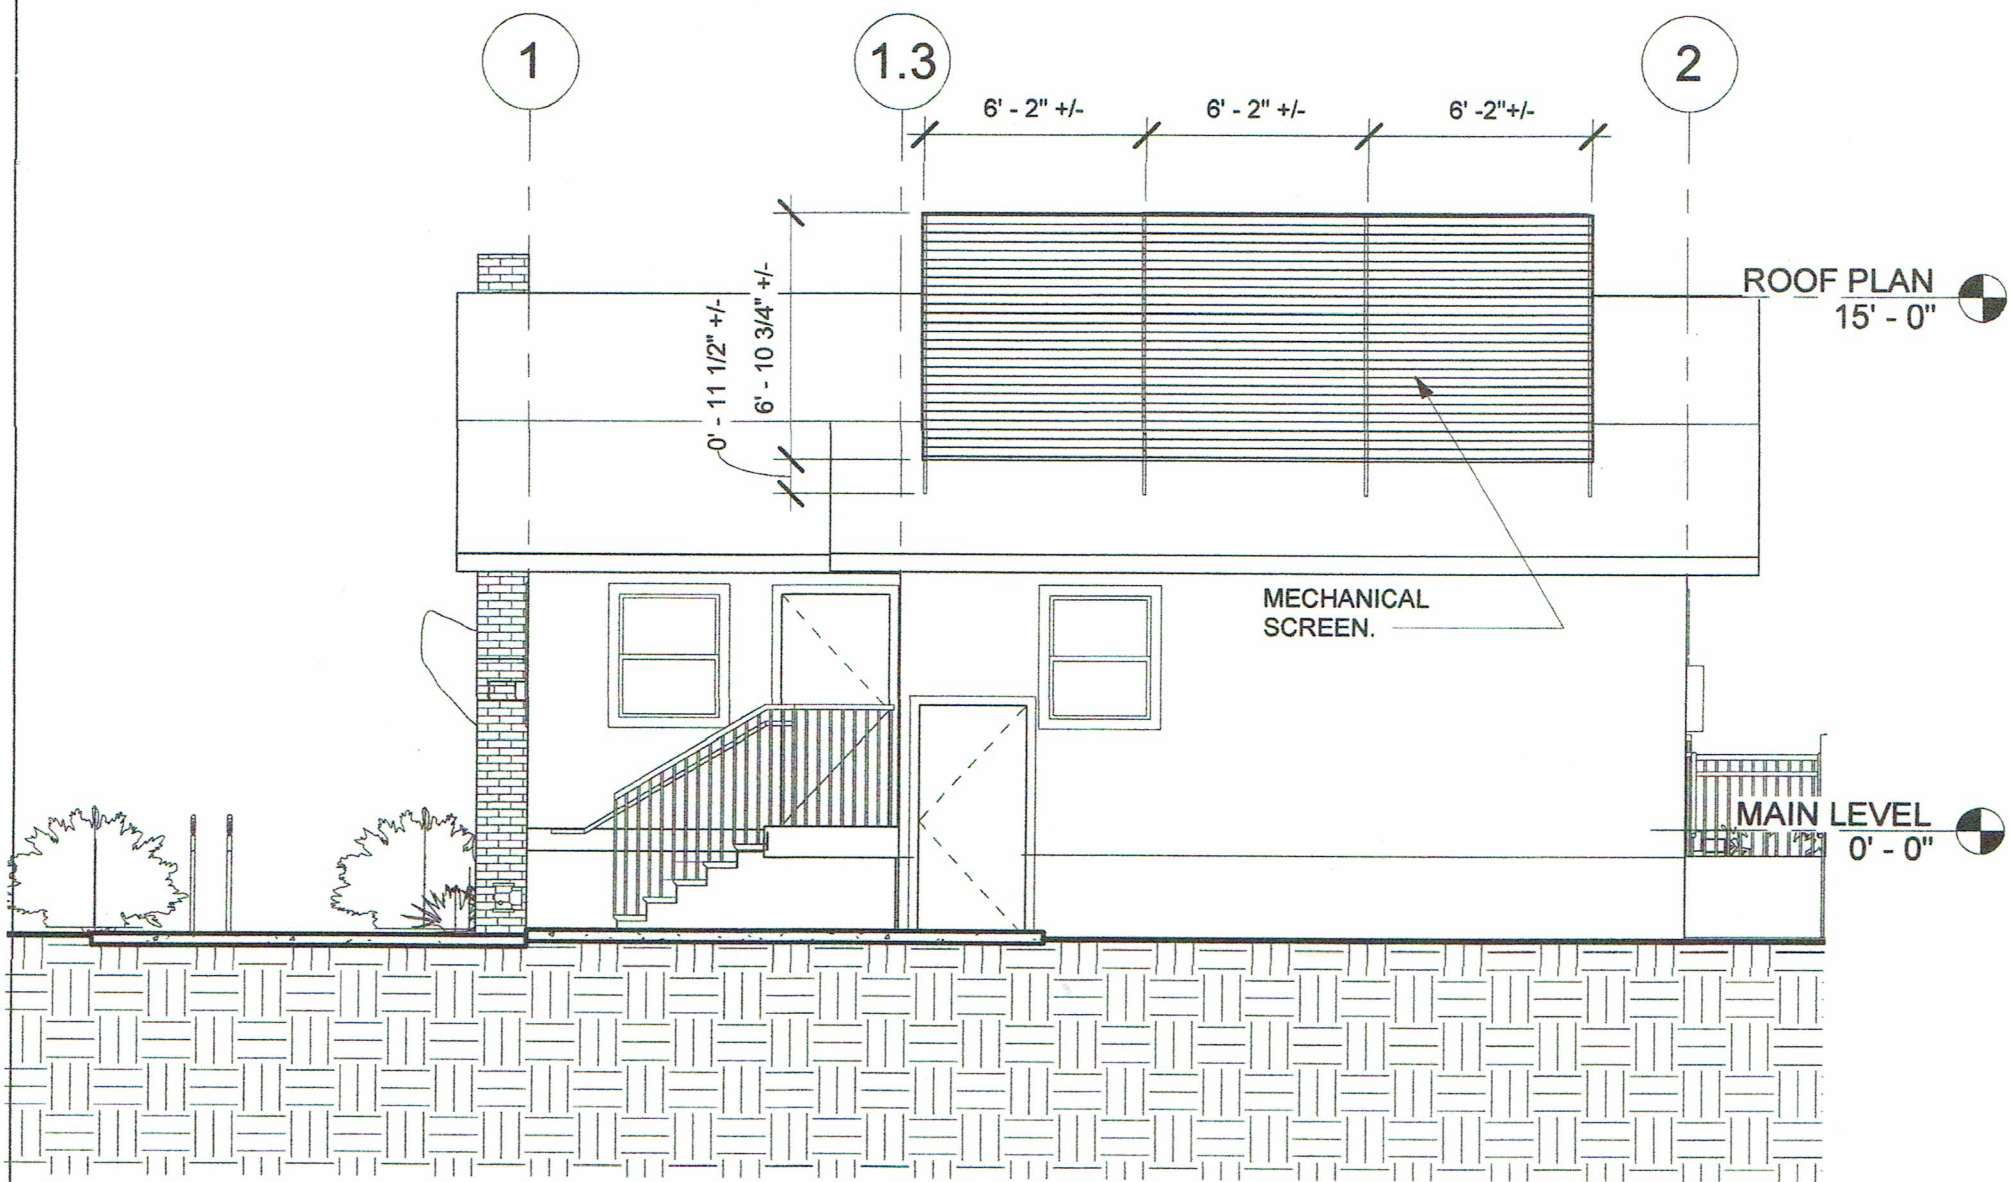 1
1.3
2
6' - 2" +/-
6' - 2" +/-
6' -2"+/-
0' - 11 1/2" +/-
6' - 10 3/4" +/-
ROOF PLAN
15' - 0"
MECHANICAL
SCREEN.
MAIN LEVEL
0' - 0"